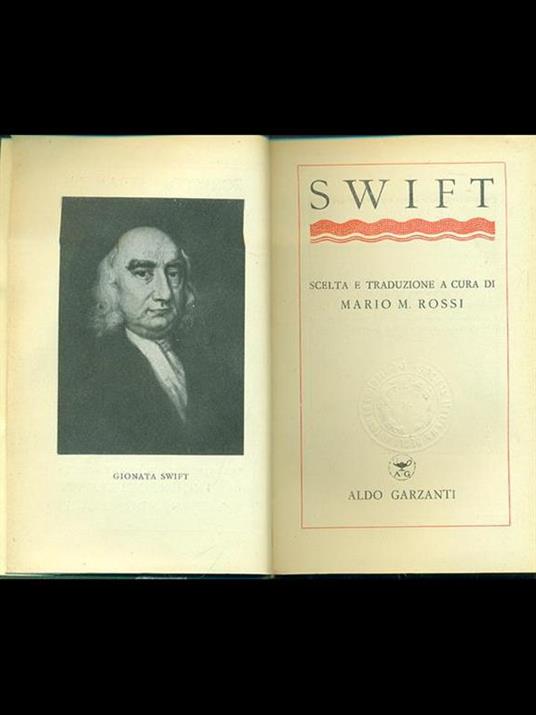 GIONATA SWIFT
SWIFT
SCELTA E TRADUZIONE A CURA DI
MARIO M. ROSSI
A G
ALDO GARZANTI